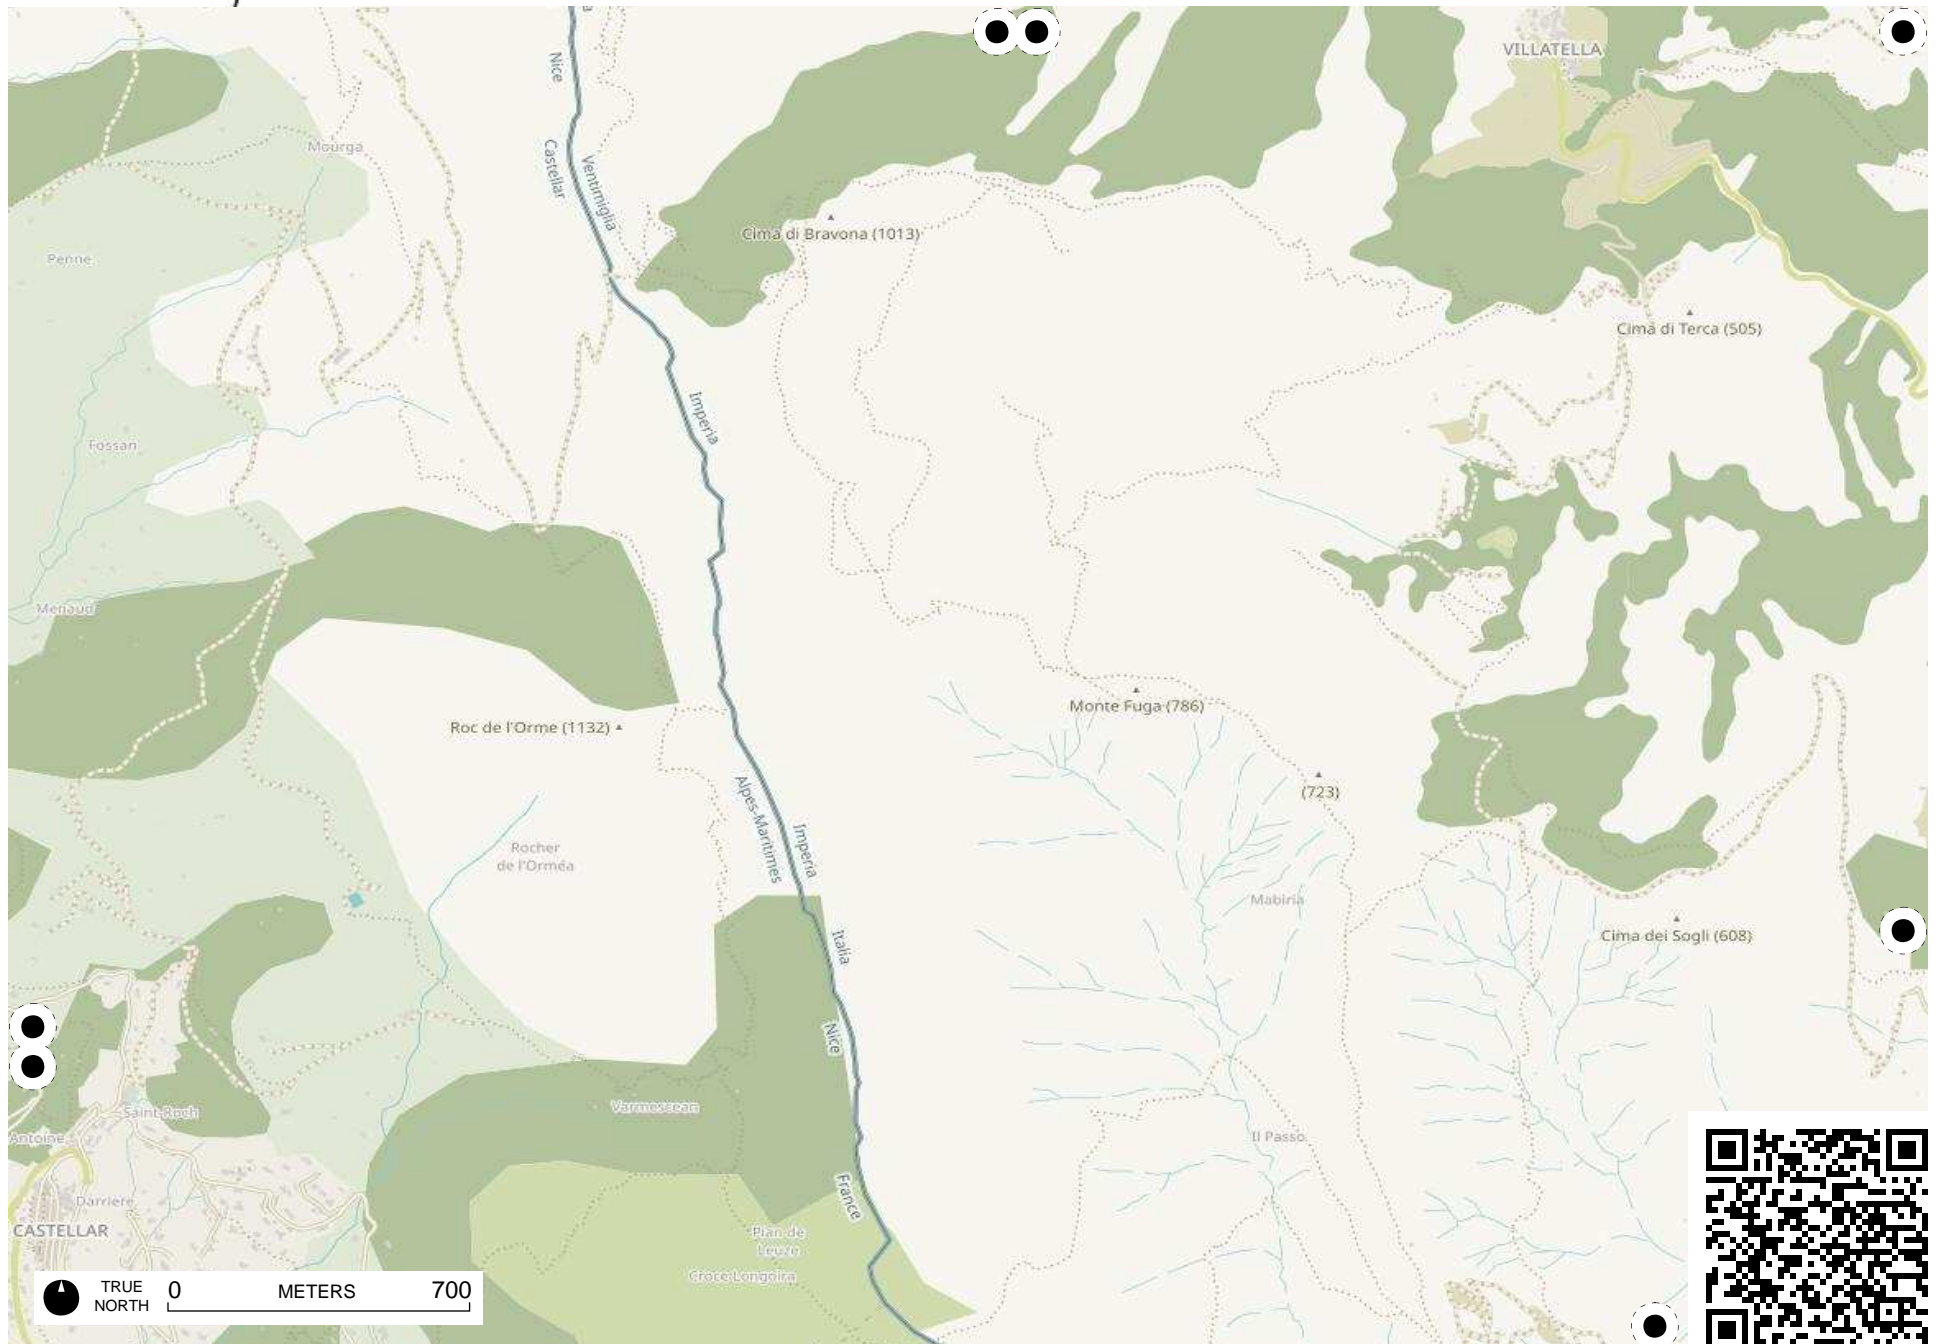 Nice
VILLATELLA
Mourga
Castellar
Ventimiglia
Cima di Bravona (1013)
Penne
Cima di Terca (505)
Imperia
Fossan
Menaud
Monte Fuga (786)
Roc de l'Orme (1132)
Alpes-Maritimes
Imperia
(723)
Rocher
de l'Orméa
Mabiria
Italia
Cima dei Sogli (608)
Nice
Varmescean
Saint-Roch
Antoine
Il Passo
France
Darriere
CASTELLAR
Plan de
Leuze
Croce Longoira
TRUE
NORTH
0 METERS 700